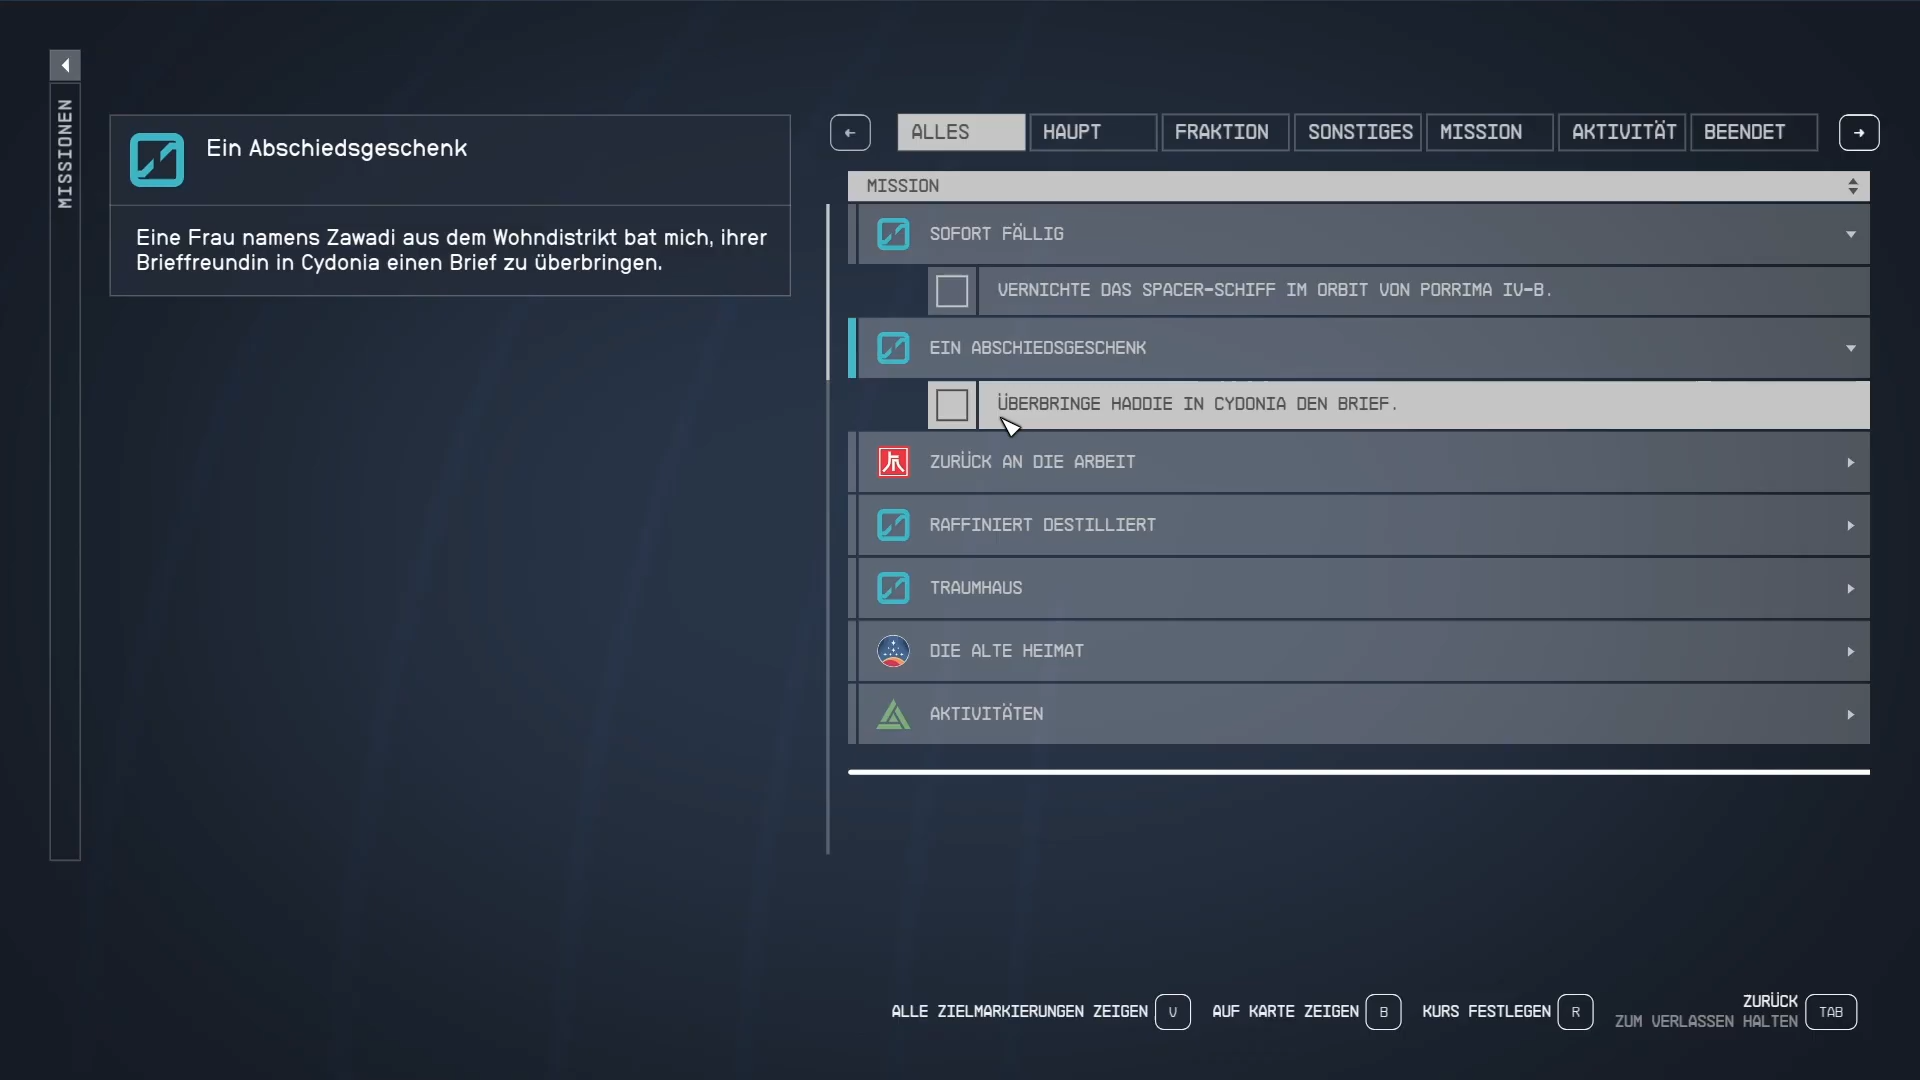 MISSIONEN
Ein Abschiedsgeschenk
Eine Frau namens Zawadi aus dem Wohndistrikt bat mich, ihrer
Brieffreundin in Cydonia einen Brief zu überbringen.
ALLES HAUPT FRAKTION SONSTIGES MISSION AKTIVITÄT BEENDET
MISSION
SOFORT FÄLLIG
VERNICHTE DAS SPACER-SCHIFF IM ORBIT VON PORRIMA IV-B.
EIN ABSCHIEDSGESCHENK
ÜBERBRINGE HADDIE IN CYDONIA DEN BRIEF.
ZURÜCK AN DIE ARBEIT
RAFFINIERT DESTILLIERT
TRAUMHAUS
DIE ALTE HEIMAT
AKTIVITÄTEN
ALLE ZIELMARKIERUNGEN ZEIGEN V AUF KARTE ZEIGEN B KURS FESTLEGEN R ZURÜCK
ZUM VERLASSEN HALTEN TAB